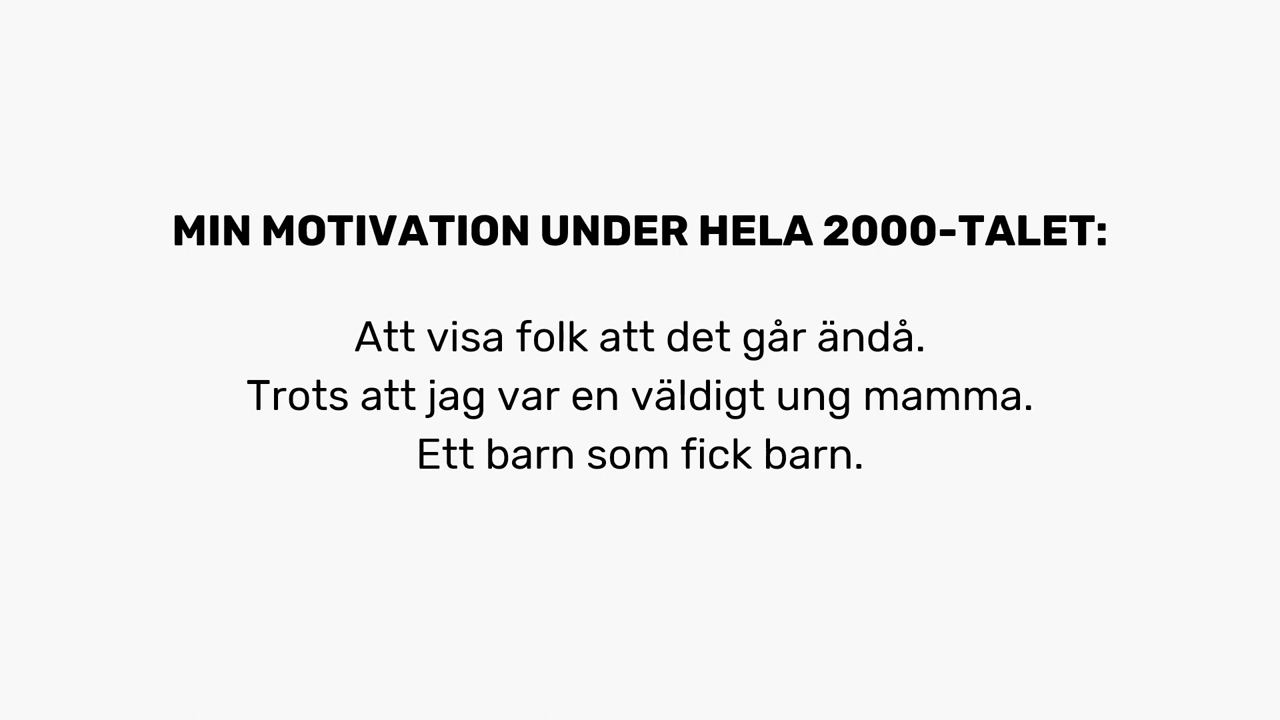 MIN MOTIVATION UNDER HELA 2000-TALET:
Att visa folk att det går ändå.
Trots att jag var en väldigt ung mamma.
Ett barn som fick barn.